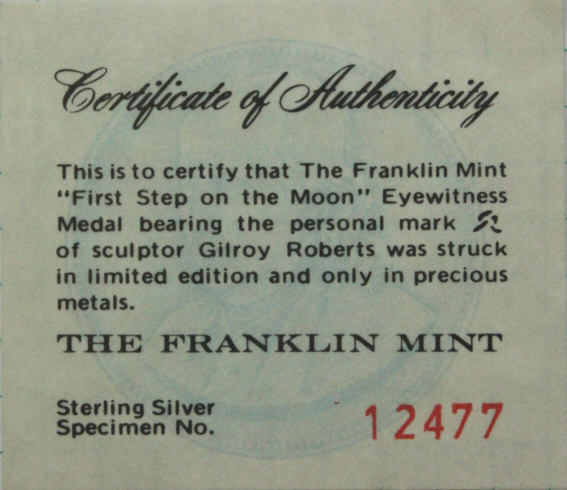 Certificate of Authenticity
This is to certify that The Franklin Mint
"First Step on the Moon" Eyewitness
Medal bearing the personal mark
of sculptor Gilroy Roberts was struck
in limited edition and only in precious
metals.
THE FRANKLIN MINT
Sterling Silver
Specimen No.
12477